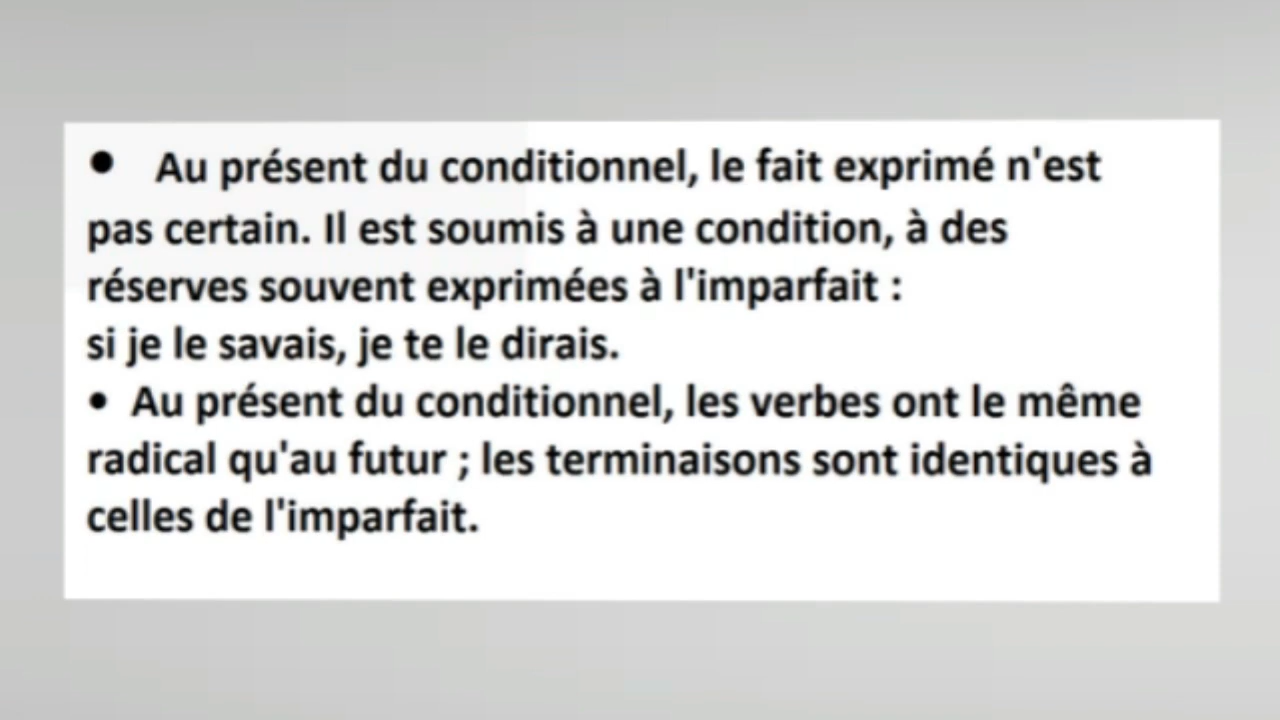 • Au présent du conditionnel, le fait exprimé n'est
pas certain. Il est soumis à une condition, à des
réserves souvent exprimées à l'imparfait :
si je le savais, je te le dirais.
• Au présent du conditionnel, les verbes ont le même
radical qu'au futur ; les terminaisons sont identiques à
celles de l'imparfait.